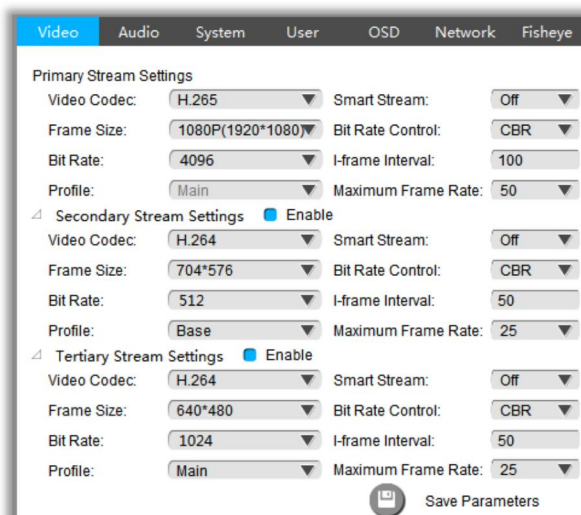 Video Audio System User OSD Network Fisheye
Primary Stream Settings
Video Codec: H.265 Smart Stream: Off
Frame Size: 1080P(1920*1080) Bit Rate Control: CBR
Bit Rate: 4096 I-frame Interval: 100
Profile: Main Maximum Frame Rate: 50
Secondary Stream Settings Enable
Video Codec: H.264 Smart Stream: Off
Frame Size: 704*576 Bit Rate Control: CBR
Bit Rate: 512 I-frame Interval: 50
Profile: Base Maximum Frame Rate: 25
Tertiary Stream Settings Enable
Video Codec: H.264 Smart Stream: Off
Frame Size: 640*480 Bit Rate Control: CBR
Bit Rate: 1024 I-frame Interval: 50
Profile: Main Maximum Frame Rate: 25
Save Parameters